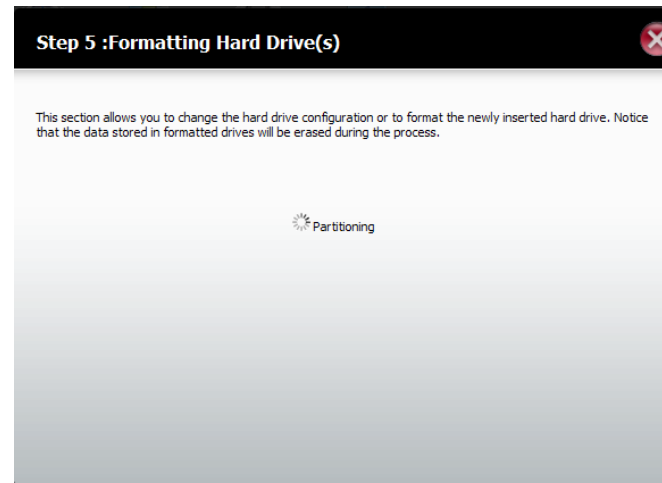 Step 5 :Formatting Hard Drive(s)
This section allows you to change the hard drive configuration or to format the newly inserted hard drive. Notice
that the data stored in formatted drives will be erased during the process.
Partitioning